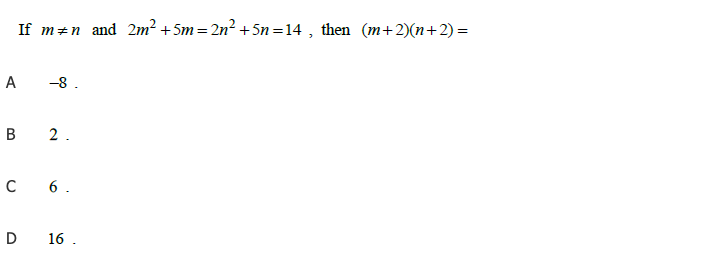 If m≠n and 2m²+5m=2n²+5n=14 , then (m+2)(n+2)=
A −8 .
B 2 .
C 6 .
D 16 .